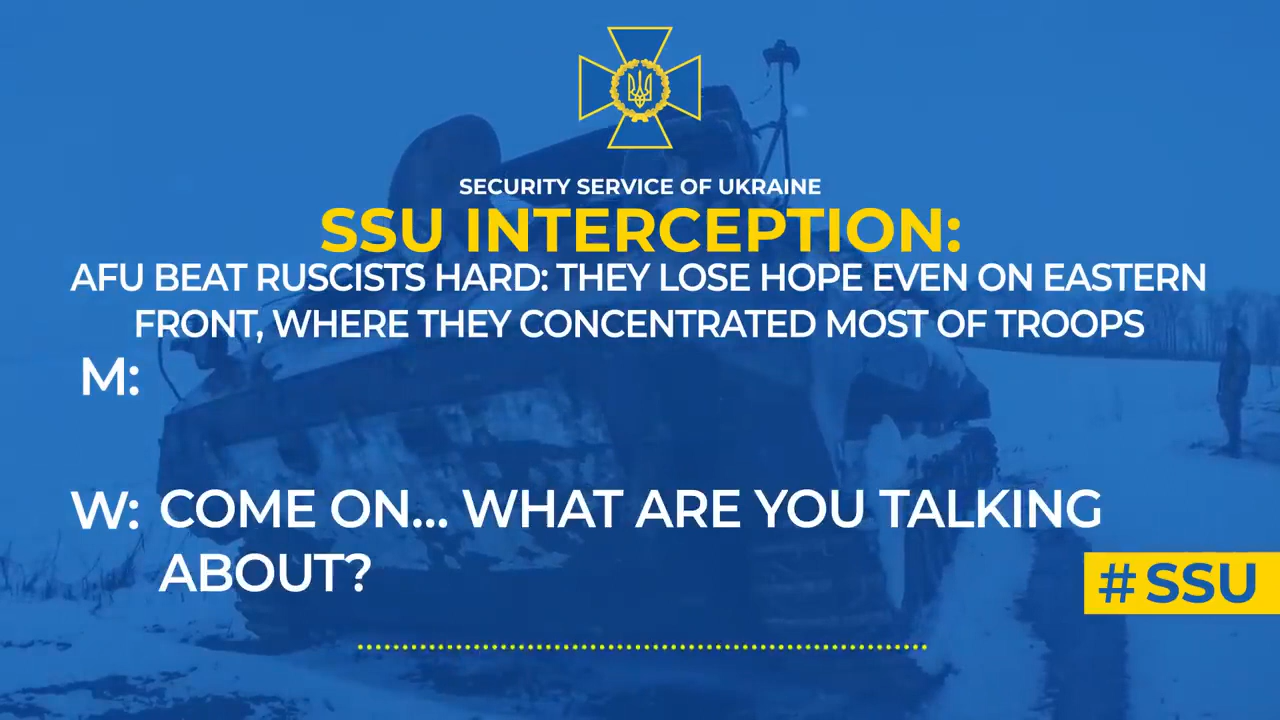 SECURITY SERVICE OF UKRAINE
SSU INTERCEPTION:
AFU BEAT RUSCISTS HARD: THEY LOSE HOPE EVEN ON EASTERN
FRONT, WHERE THEY CONCENTRATED MOST OF TROOPS
M:
W: COME ON... WHAT ARE YOU TALKING
ABOUT?
#SSU